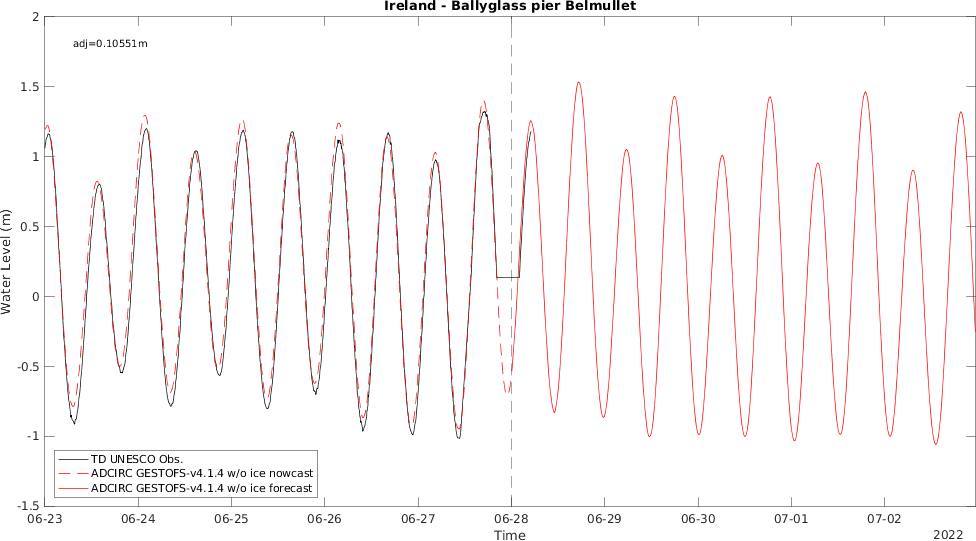 Ireland - Ballyglass pier Belmullet
adj=0.10551m
2
1.5
1
0.5
0
-0.5
-1
-1.5
Water Level (m)
TD UNESCO Obs.
ADCIRC GESTOFS-v4.1.4 w/o ice nowcast
ADCIRC GESTOFS-v4.1.4 w/o ice forecast
06-23 06-24 06-25 06-26 06-27 06-28 06-29 06-30 07-01 07-02
Time
2022